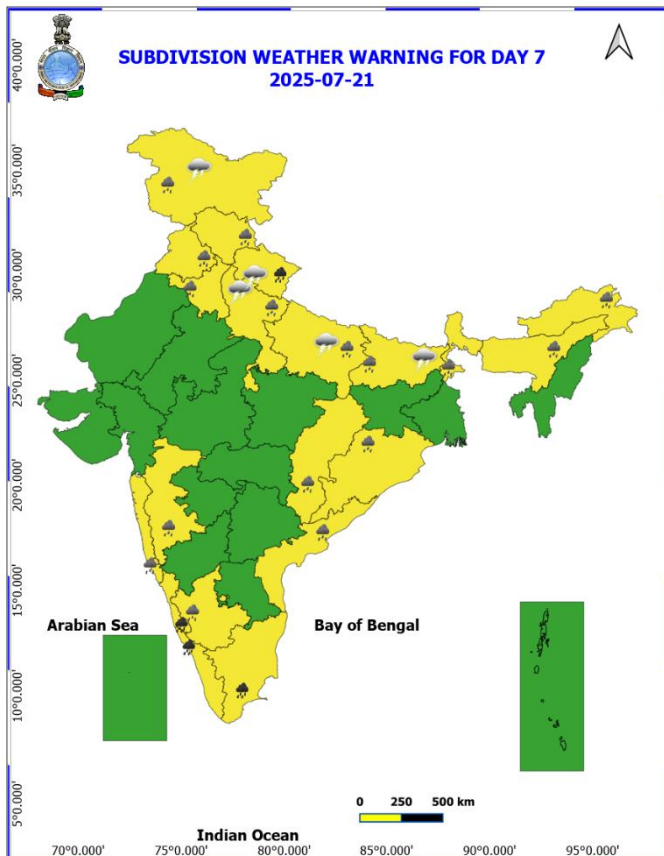 SUBDIVISION WEATHER WARNING FOR DAY 7
2025-07-21
40°0.000'
35°0.000'
30°0.000'
25°0.000'
20°0.000'
15°0.000'
10°0.000'
5°0.000'
Arabian Sea
Bay of Bengal
0 250 500 km
Indian Ocean
70°0.000' 75°0.000' 80°0.000' 85°0.000' 90°0.000' 95°0.000'